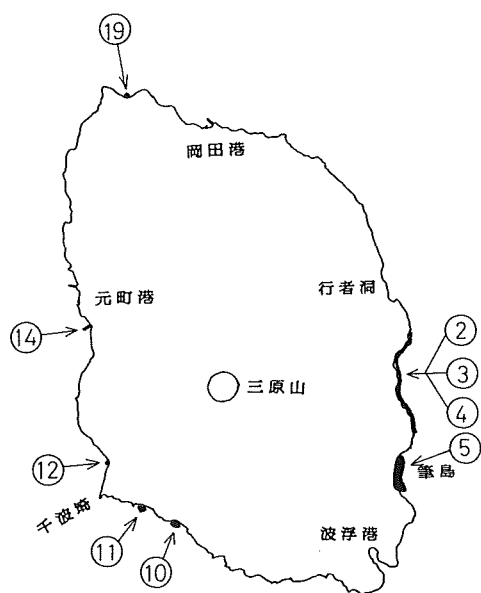 ⑲
岡田港
行者洞
元町港
⑭
②
③
④
三原山
⑤
筆島
⑫
千波崎
⑪
⑩
波浮港